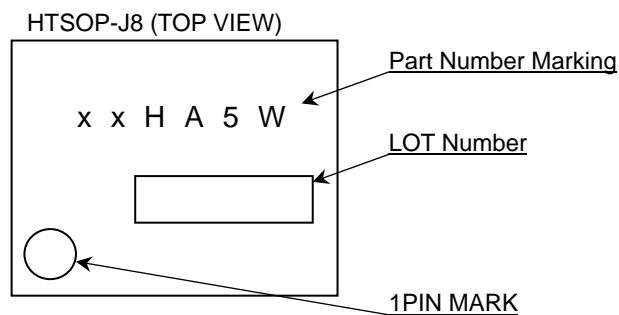 HTSOP-J8 (TOP VIEW)
Part Number Marking
x x H A 5 W
LOT Number
1PIN MARK